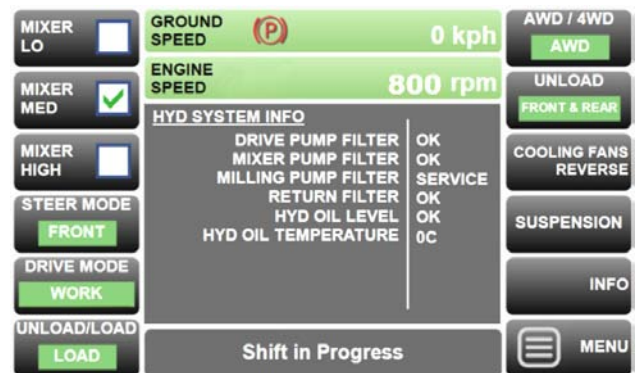 MIXER
LO
MIXER
MED
MIXER
HIGH
STEER MODE
FRONT
DRIVE MODE
WORK
UNLOAD/LOAD
LOAD
GROUND
SPEED
P
0 kph
ENGINE
SPEED
800 rpm
HYD SYSTEM INFO
DRIVE PUMP FILTER OK
MIXER PUMP FILTER OK
MILLING PUMP FILTER SERVICE
RETURN FILTER OK
HYD OIL LEVEL OK
HYD OIL TEMPERATURE 0C
Shift in Progress
AWD / 4WD
AWD
UNLOAD
FRONT & REAR
COOLING FANS
REVERSE
SUSPENSION
INFO
MENU